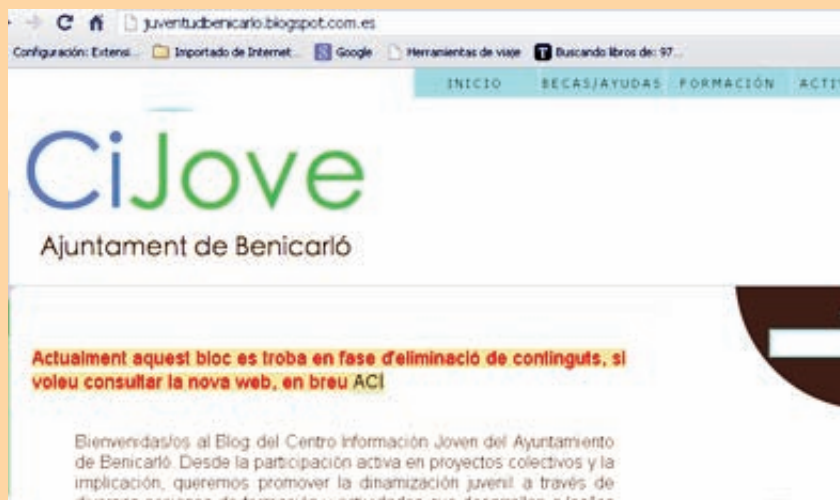 juventudbenicarlo.blogspot.com.es
Configuración: Extensi... Importado de Internet... Google Herramientas de viaje Buscando libros de: 97...
INICIO BECAS/AYUDAS FORMACIÓN ACTIV
CiJove
Ajuntament de Benicarló
Actualment aquest bloc es troba en fase d'eliminació de continguts, si
voleu consultar la nova web, en breu ACÍ
Bienvenidas/os al Blog del Centro Información Joven del Ayuntamiento
de Benicarló. Desde la participación activa en proyectos colectivos y la
implicación, queremos promover la dinamización juvenil a través de